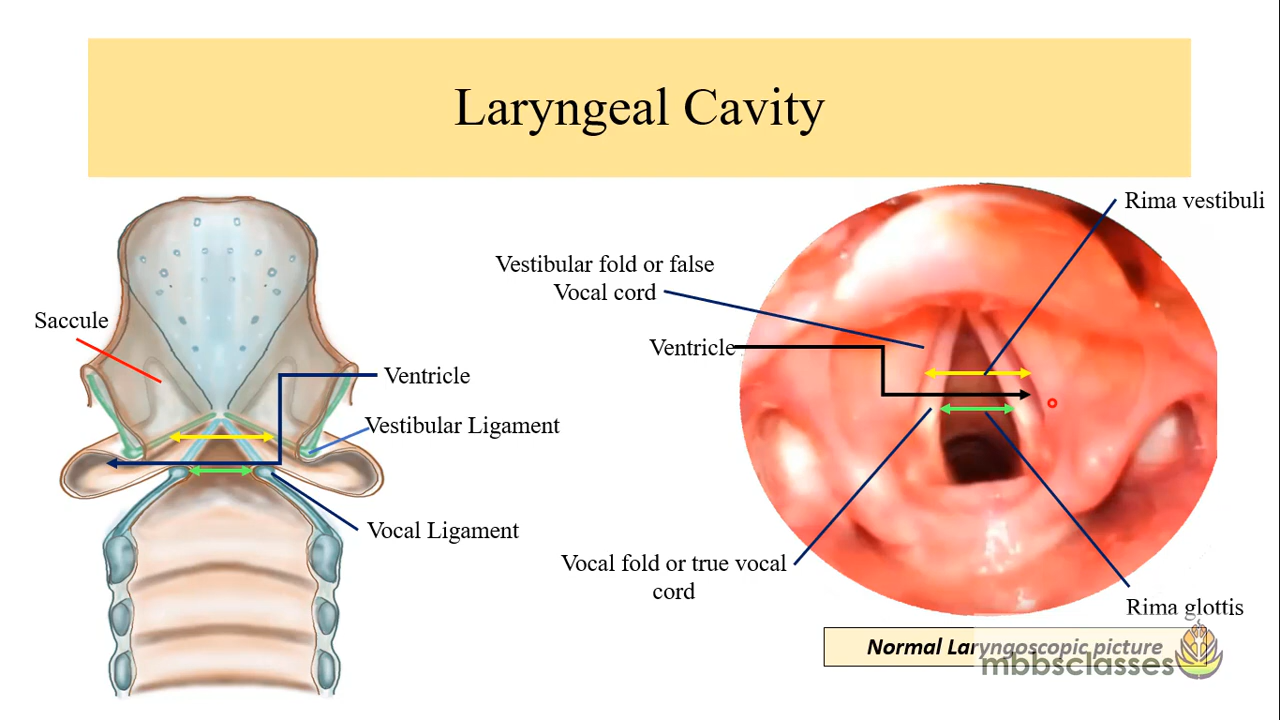 Laryngeal Cavity
Rima vestibuli
Vestibular fold or false
Vocal cord
Saccule
Ventricle
Ventricle
Vestibular Ligament
Vocal Ligament
Vocal fold or true vocal
cord
Rima glottis
Normal Laryngoscopic picture
mbbsclasses